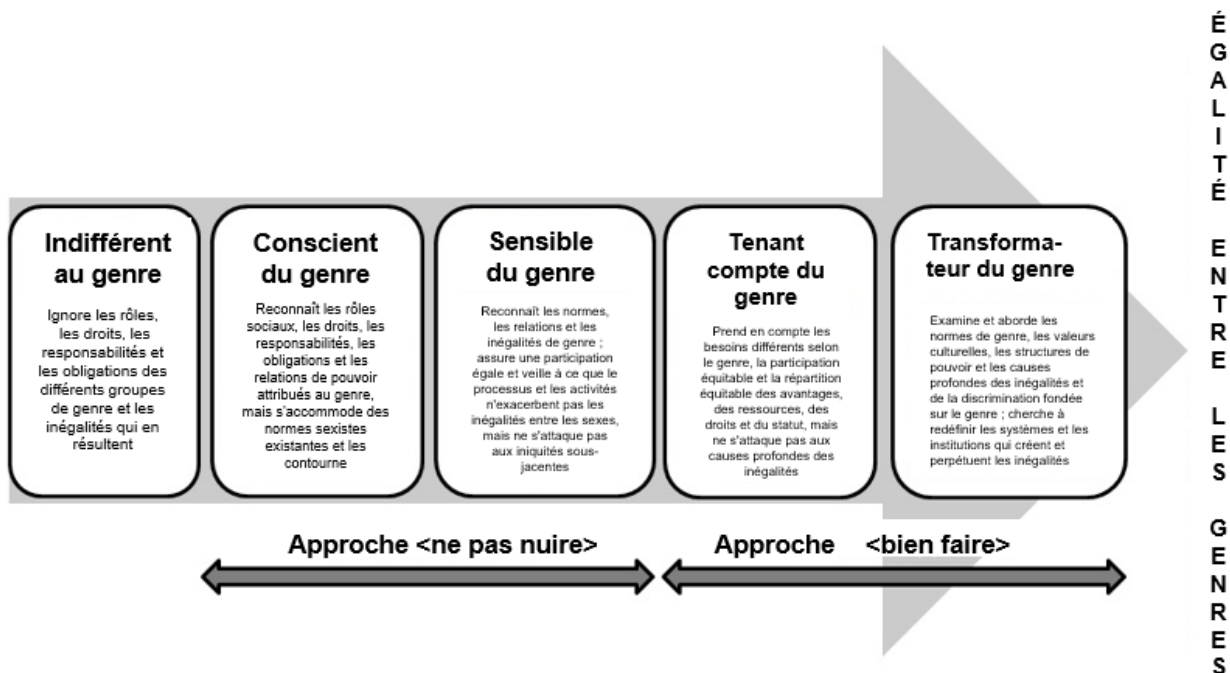 Indifférent
au genre
Ignore les rôles,
les droits, les
responsabilités et
les obligations des
différents groupes
de genre et les
inégalités qui en
résultent
Conscient
du genre
Reconnaît les rôles
sociaux, les droits, les
responsabilités, les
obligations et les
relations de pouvoir
attribués au genre,
mais s'accommode des
normes sexistes
existantes et les
contourne
Sensible
du genre
Reconnaît les normes,
les relations et les
inégalités de genre ;
assure une participation
égale et veille à ce que le
processus et les activités
n'exacerbent pas les
inégalités entre les sexes,
mais ne s'attaque pas
aux iniquités sous-
jacentes
Tenant
compte du
genre
Prend en compte les
besoins différents selon
le genre, la participation
équitable et la répartition
équitable des avantages,
des ressources, des
droits et du statut, mais
ne s'attaque pas aux
causes profondes des
inégalités
Transforma-
teur du genre
Examine et aborde les
normes de genre, les valeurs
culturelles, les structures de
pouvoir et les causes
profondes des inégalités et
de la discrimination fondée
sur le genre ; cherche à
redéfinir les systèmes et les
institutions qui créent et
perpétuent les inégalités
Approche <ne pas nuire>
Approche <bien faire>
ÉGALITÉ ENTRE LES GENRES